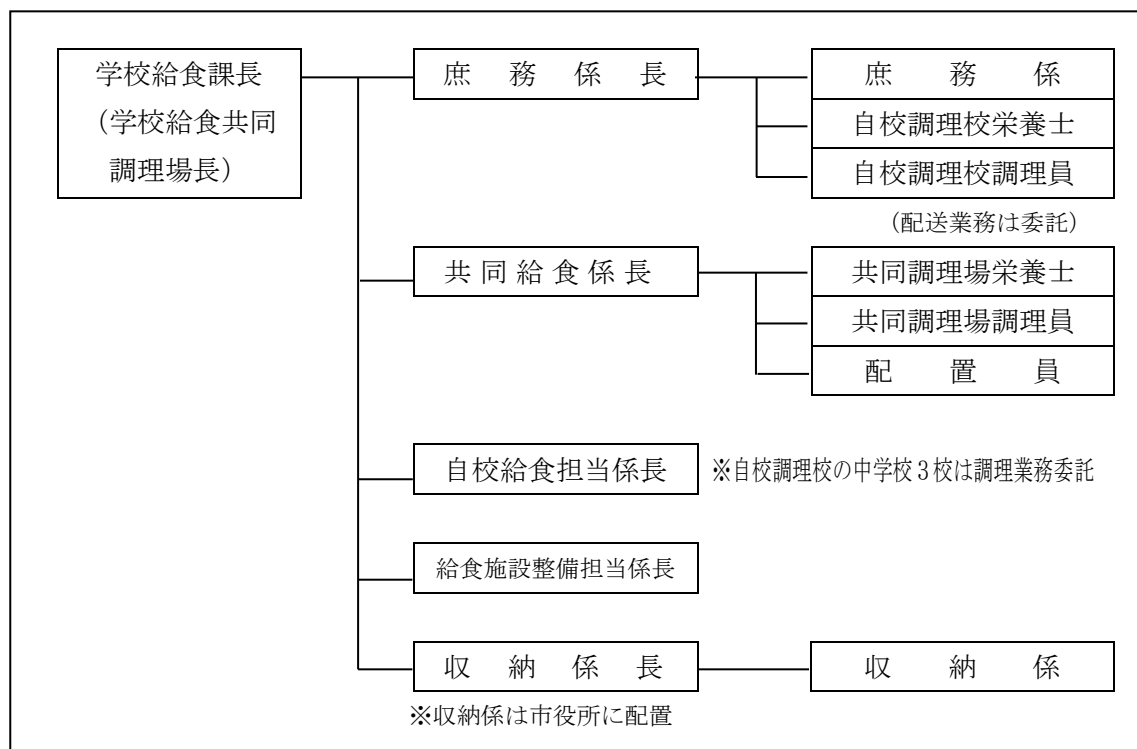 学校給食課長
（学校給食共同
調理場長）
庶務係長
庶務係
自校調理校栄養士
自校調理校調理員
（配送業務は委託）
共同給食係長
共同調理場栄養士
共同調理場調理員
配置員
自校給食担当係長
※自校調理校の中学校３校は調理業務委託
給食施設整備担当係長
収納係長
収納係
※収納係は市役所に配置